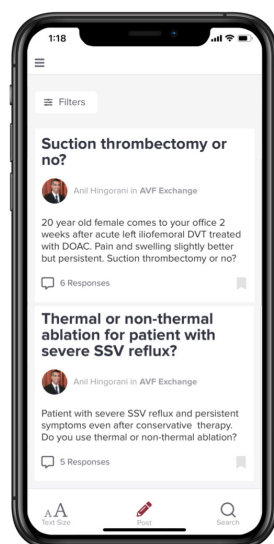 1:18
Filters
Suction thrombectomy or
no?
Anil Hingorani in AVF Exchange
20 year old female comes to your office 2
weeks after acute left iliofemoral DVT treated
with DOAC. Pain and swelling slightly better
but persistent. Suction thrombectomy or no?
6 Responses
Thermal or non-thermal
ablation for patient with
severe SSV reflux?
Anil Hingorani in AVF Exchange
Patient with severe SSV reflux and persistent
symptoms even after conservative therapy.
Do you use thermal or non-thermal ablation?
5 Responses
AA
Text Size
Post
Search